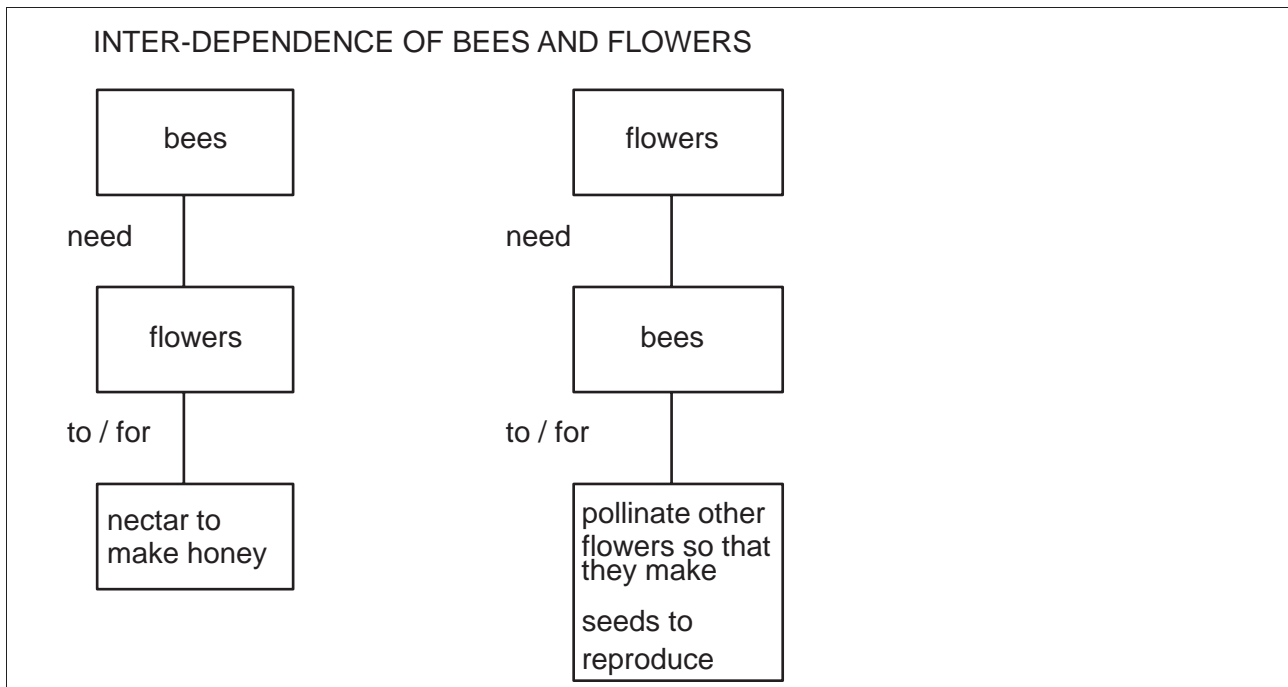 INTER-DEPENDENCE OF BEES AND FLOWERS
bees
need
flowers
to / for
nectar to
make honey
flowers
need
bees
to / for
pollinate other
flowers so that
they make
seeds to
reproduce